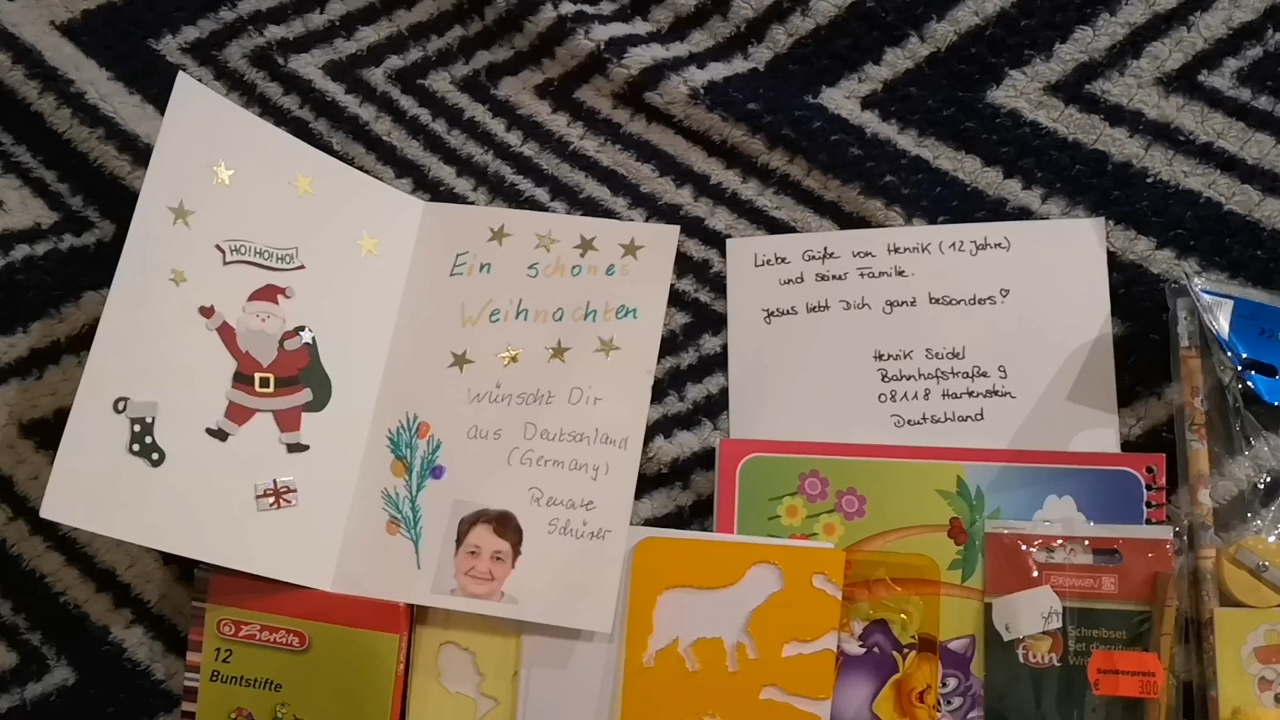 HO! HO! HO!
Ein schönes
Weihnachten
wünscht Dir
aus Deutschland
(Germany)
Renate
Schürer
Liebe Grüße von Henrik (12 Jahre)
und seiner Familie.
Jesus liebt Dich ganz besonders!
Henrik Seidel
Bahnhofstraße 9
08118 Hartenstein
Deutschland
Herlitz
12
Buntstifte
BRUNNEN
fun
Schreibset
Set d'écriture
Sonderpreis
€ 3.00